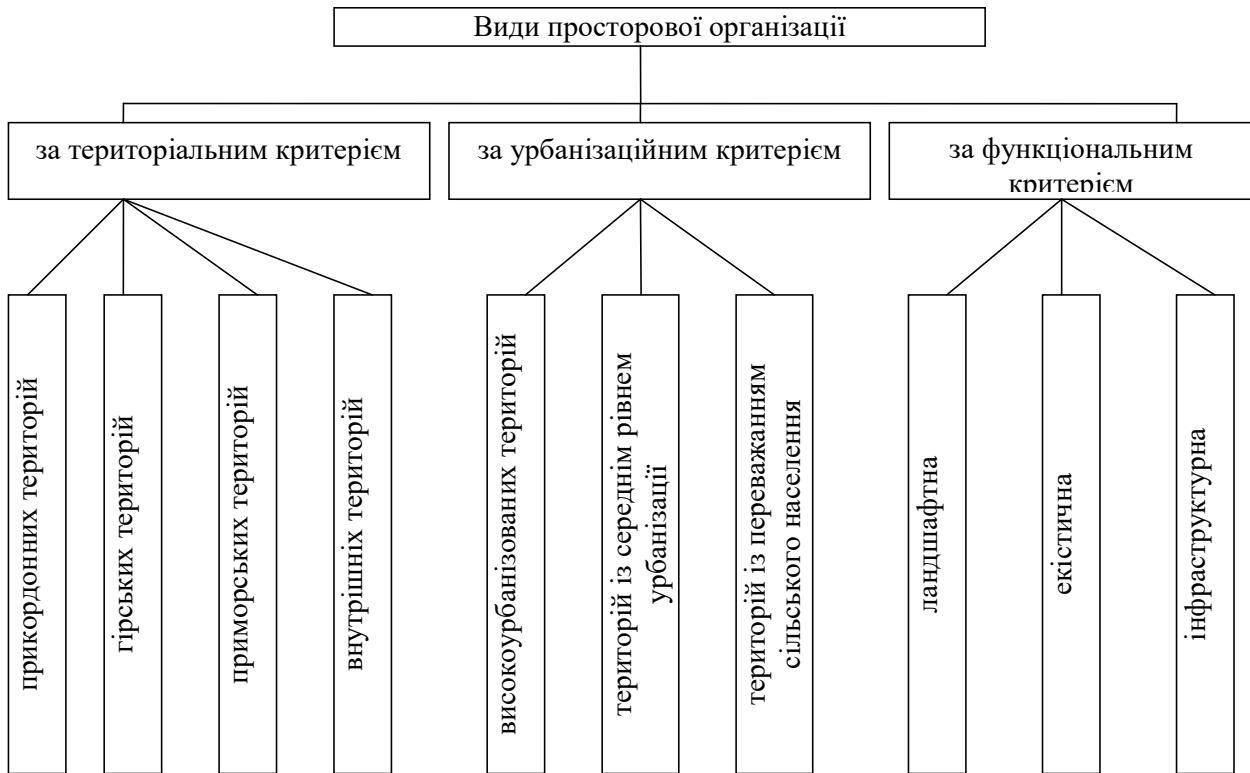 Види просторової організації
за територіальним критерієм
за урбанізаційним критерієм
за функціональним
критерієм
прикордонних територій
гірських територій
приморських територій
внутрішніх територій
високоурбанізованих територій
територій із середнім рівнем
урбанізації
територій із переважанням
сільського населення
ландшафтна
екістична
інфраструктурна